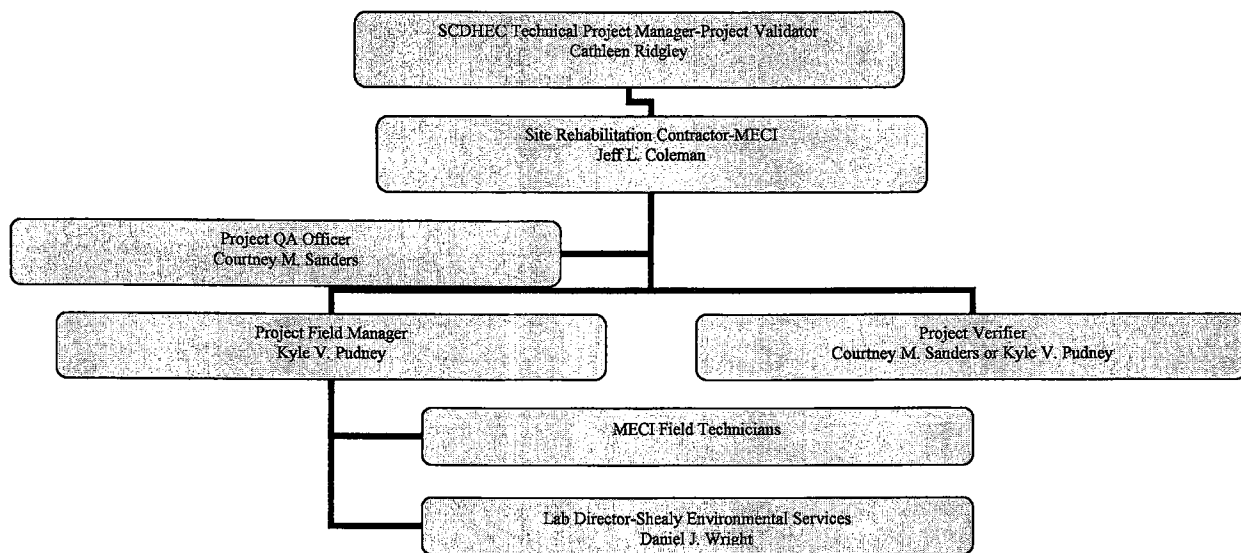 SCDHEC Technical Project Manager-Project Validator
Cathleen Ridgley
Site Rehabilitation Contractor-MECI
Jeff L. Coleman
Project QA Officer
Courtney M. Sanders
Project Field Manager
Kyle V. Pudney
Project Verifier
Courtney M. Sanders or Kyle V. Pudney
MECI Field Technicians
Lab Director-Shealy Environmental Services
Daniel J. Wright